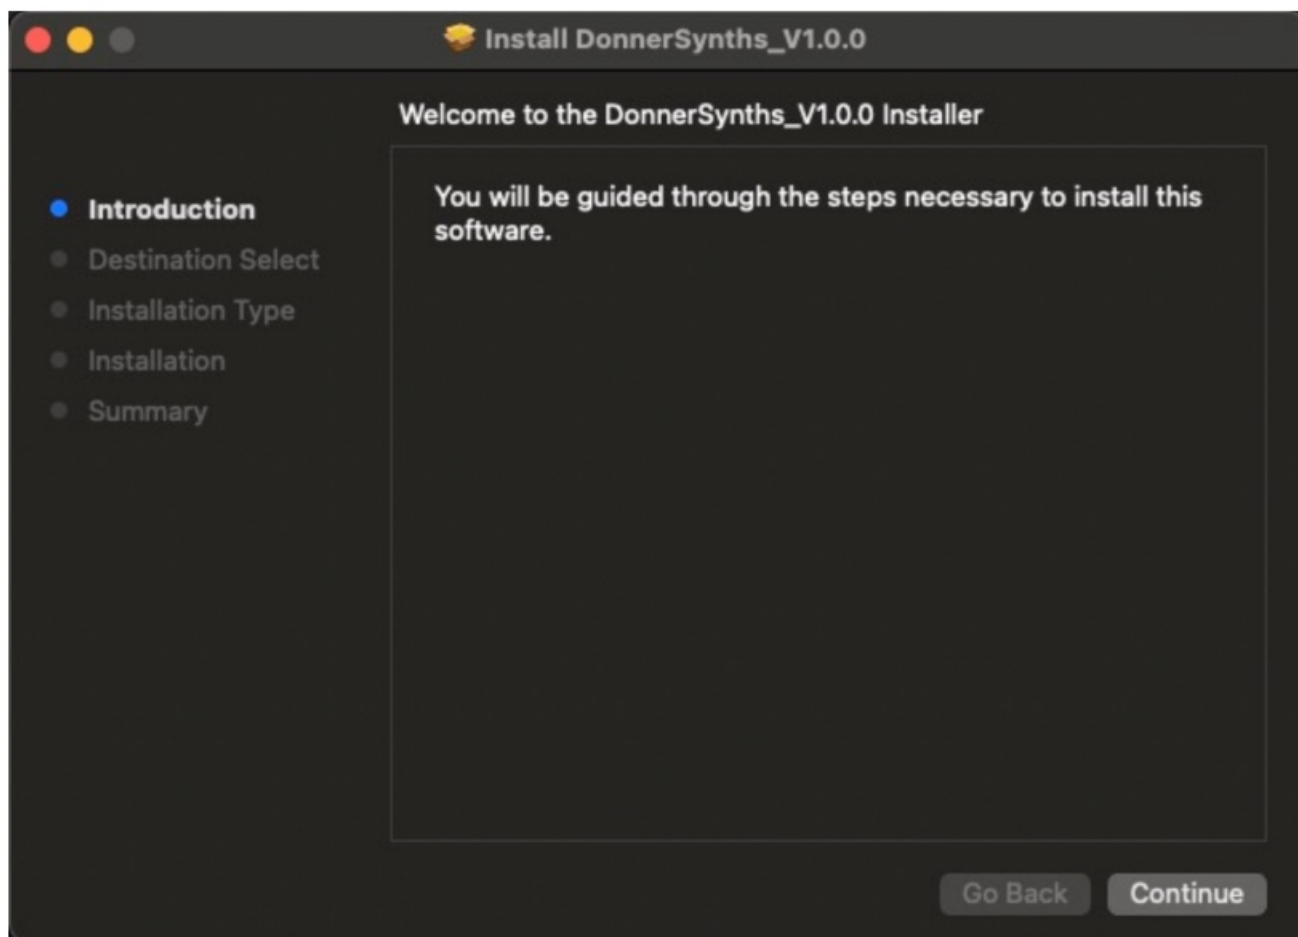 Install DonnerSynths_V1.0.0
Welcome to the DonnerSynths_V1.0.0 Installer
Introduction
Destination Select
Installation Type
Installation
Summary
You will be guided through the steps necessary to install this
software.
Go Back
Continue